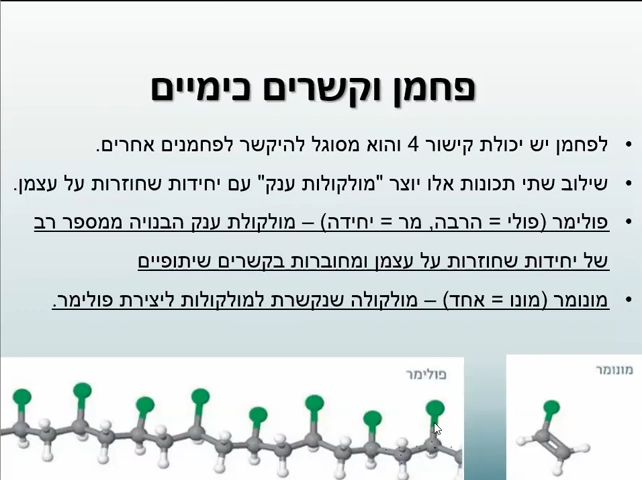 פחמן וקשרים כימיים
• לפחמן יש יכולת קישור 4 והוא מסוגל להיקשר לפחמנים אחרים.
• שילוב שתי תכונות אלו יוצר "מולקולות ענק" עם יחידות שחוזרות על עצמן.
• פולימר (פולי = הרבה, מר = יחידה) – מולקולת ענק הבנויה ממספר רב
של יחידות שחוזרות על עצמן ומחוברות בקשרים שיתופיים
• מונומר (מונו = אחד) – מולקולה שנקשרת למולקולות ליצירת פולימר.
מונומר
פולימר